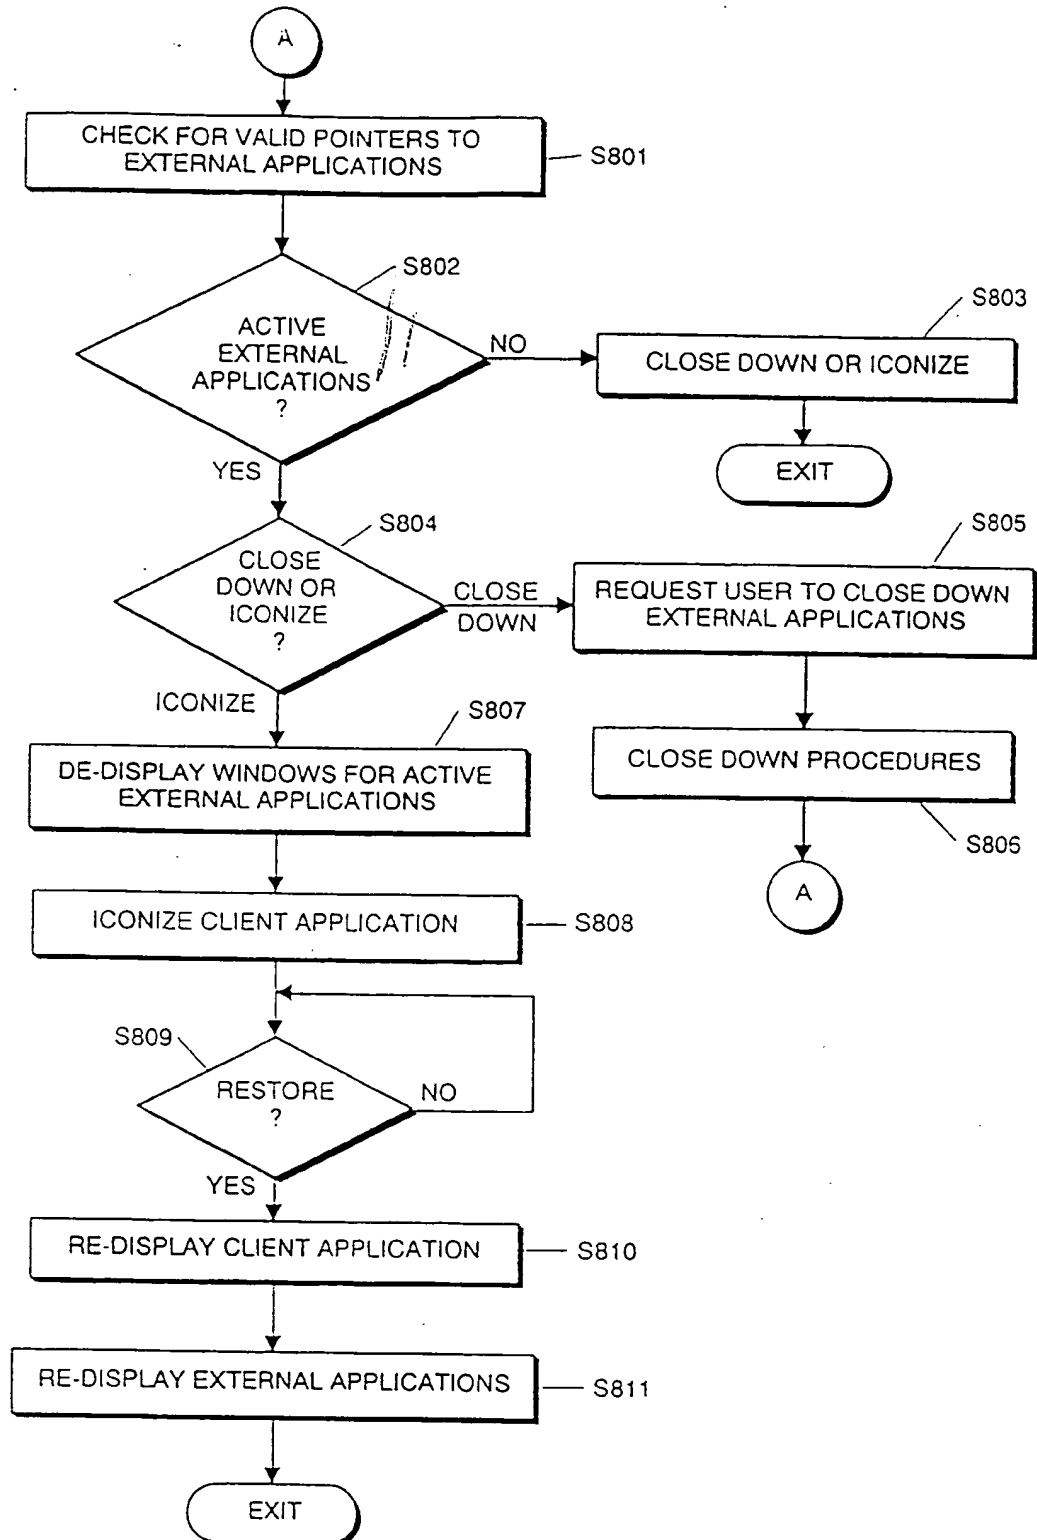 A
CHECK FOR VALID POINTERS TO
EXTERNAL APPLICATIONS
S801
S802
ACTIVE
EXTERNAL
APPLICATIONS
?
NO
S803
CLOSE DOWN OR ICONIZE
EXIT
YES
S804
CLOSE
DOWN OR
ICONIZE
?
CLOSE
DOWN
S805
REQUEST USER TO CLOSE DOWN
EXTERNAL APPLICATIONS
CLOSE DOWN PROCEDURES
S806
A
ICONIZE
S807
DE-DISPLAY WINDOWS FOR ACTIVE
EXTERNAL APPLICATIONS
ICONIZE CLIENT APPLICATION
S808
S809
RESTORE
?
NO
YES
RE-DISPLAY CLIENT APPLICATION
S810
RE-DISPLAY EXTERNAL APPLICATIONS
S811
EXIT